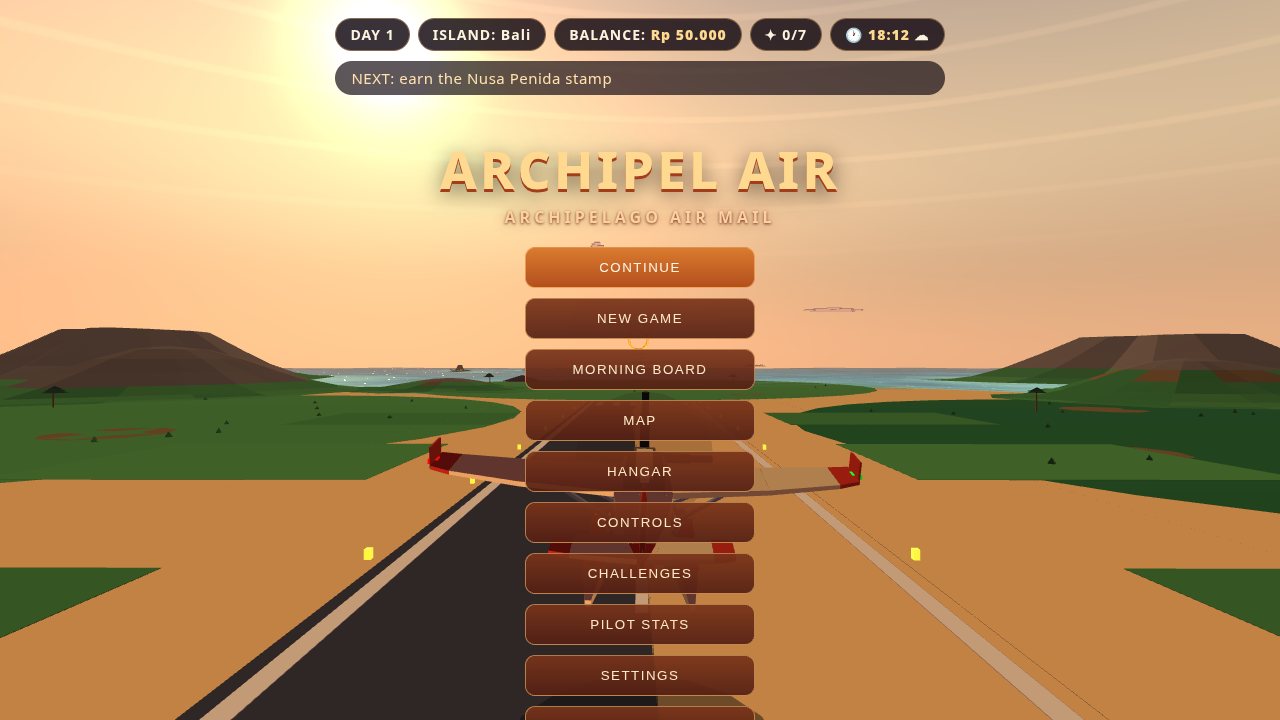 DAY 1 ISLAND: Bali BALANCE: Rp 50.000 ✦ 0/7 🕐 18:12 ☁
NEXT: earn the Nusa Penida stamp
ARCHIPEL AIR
ARCHIPELAGO AIR MAIL
CONTINUE
NEW GAME
MORNING BOARD
MAP
HANGAR
CONTROLS
CHALLENGES
PILOT STATS
SETTINGS